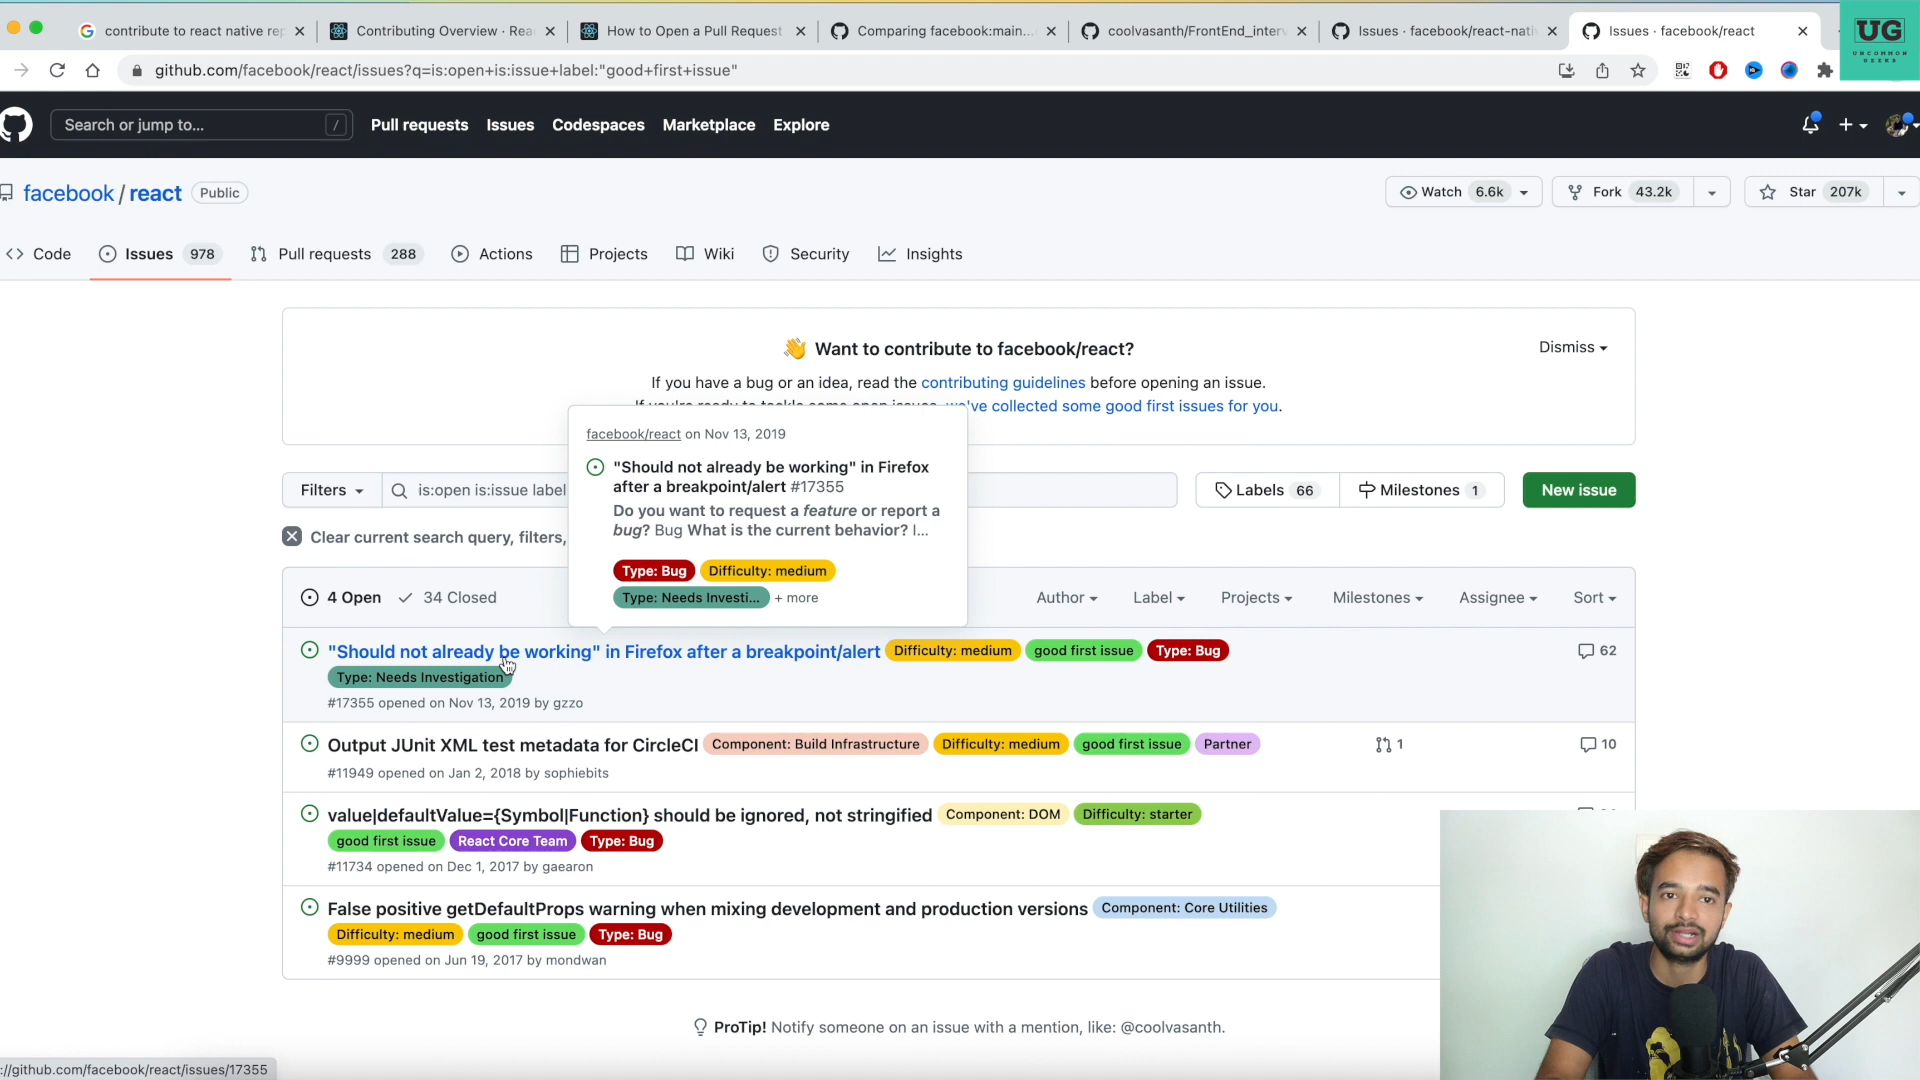 contribute to react native rep
Contributing Overview · Rea
How to Open a Pull Request
Comparing facebook:main...
coolvasanth/FrontEnd_interv
Issues · facebook/react-nati
Issues · facebook/react
UG
UNCOMMON
GEEKS
github.com/facebook/react/issues?q=is:open+is:issue+label:"good+first+issue"
Search or jump to...
/
Pull requests
Issues
Codespaces
Marketplace
Explore
facebook / react
Public
Watch 6.6k
Fork 43.2k
Star 207k
Code
Issues 978
Pull requests 288
Actions
Projects
Wiki
Security
Insights
Want to contribute to facebook/react?
Dismiss
If you have a bug or an idea, read the contributing guidelines before opening an issue.
If you're ready to tackle some open issues, we've collected some good first issues for you.
facebook/react on Nov 13, 2019
"Should not already be working" in Firefox
after a breakpoint/alert #17355
Do you want to request a feature or report a
bug? Bug What is the current behavior? I...
Type: Bug
Difficulty: medium
Type: Needs Investi...
+ more
Filters
is:open is:issue label
Labels 66
Milestones 1
New issue
Clear current search query, filters,
4 Open
34 Closed
Author
Label
Projects
Milestones
Assignee
Sort
"Should not already be working" in Firefox after a breakpoint/alert
Difficulty: medium
good first issue
Type: Bug
62
Type: Needs Investigation
#17355 opened on Nov 13, 2019 by gzzo
Output JUnit XML test metadata for CircleCI
Component: Build Infrastructure
Difficulty: medium
good first issue
Partner
1
10
#11949 opened on Jan 2, 2018 by sophiebits
value|defaultValue={Symbol|Function} should be ignored, not stringified
Component: DOM
Difficulty: starter
good first issue
React Core Team
Type: Bug
#11734 opened on Dec 1, 2017 by gaearon
False positive getDefaultProps warning when mixing development and production versions
Component: Core Utilities
Difficulty: medium
good first issue
Type: Bug
#9999 opened on Jun 19, 2017 by mondwan
ProTip! Notify someone on an issue with a mention, like: @coolvasanth.
://github.com/facebook/react/issues/17355